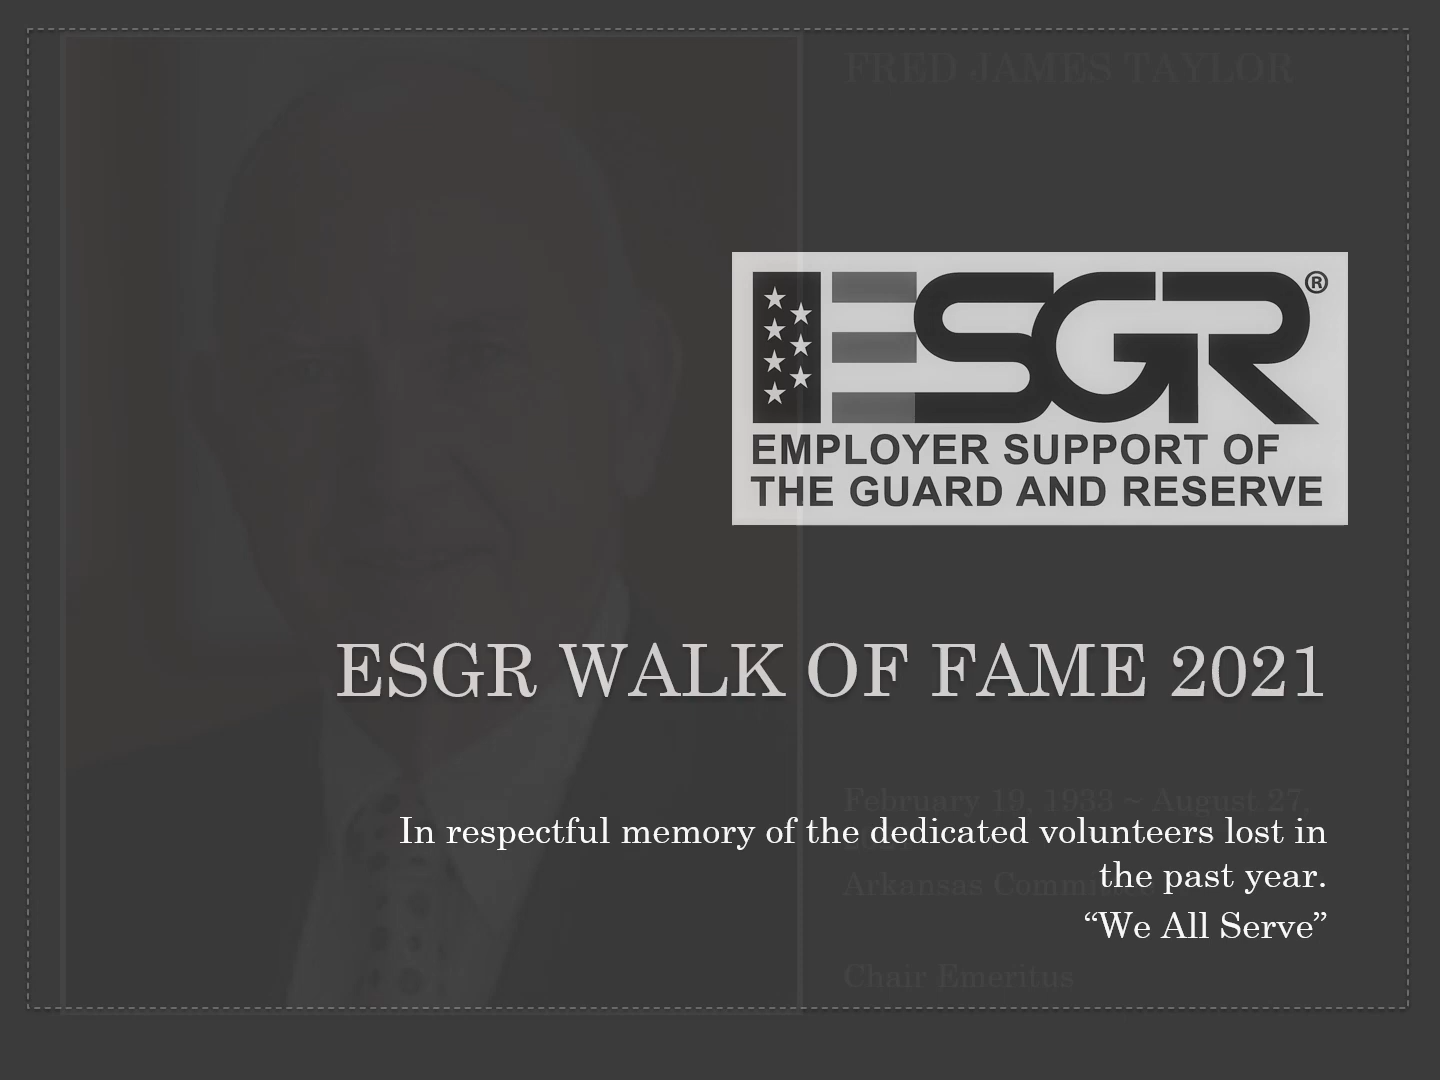 FRED JAMES TAYLOR
ESGR®
EMPLOYER SUPPORT OF
THE GUARD AND RESERVE
ESGR WALK OF FAME 2021
February 19, 1933 ~ August 27,
In respectful memory of the dedicated volunteers lost in
the past year.
Arkansas
“We All Serve”
Chair Emeritus